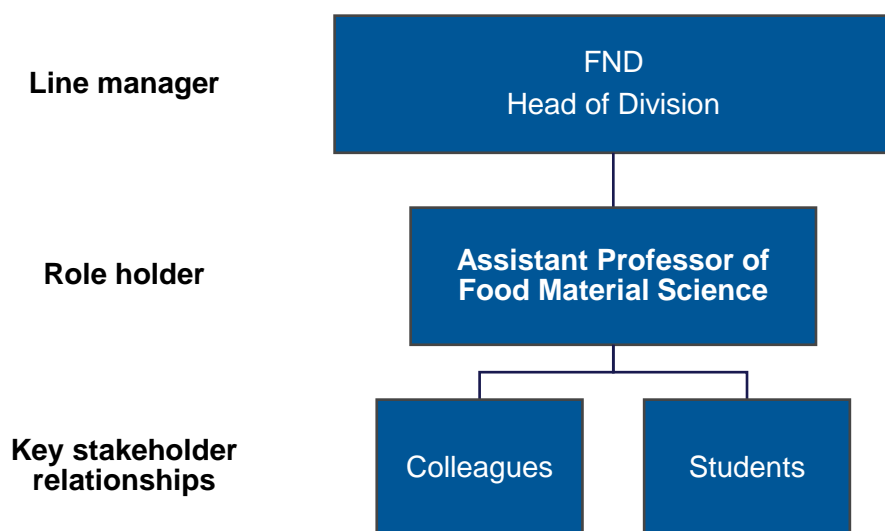 Line manager
FND
Head of Division
Role holder
Assistant Professor of
Food Material Science
Key stakeholder
relationships
Colleagues
Students